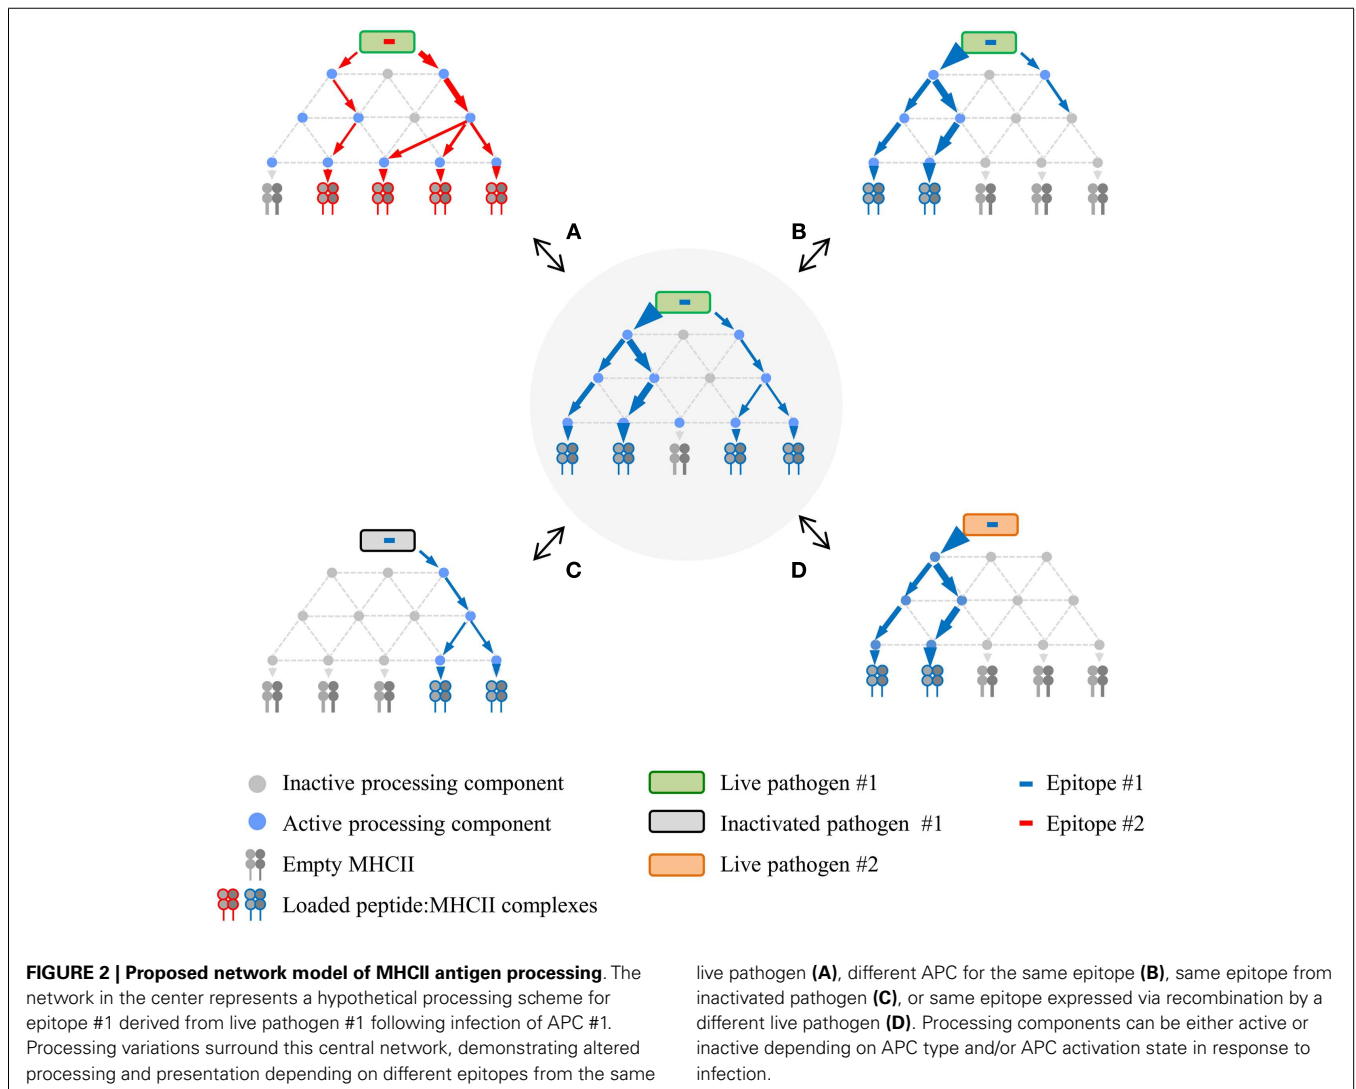 A
B
C
D
Inactive processing component
Active processing component
Empty MHCII
Loaded peptide:MHCII complexes
Live pathogen #1
Inactivated pathogen #1
Live pathogen #2
Epitope #1
Epitope #2
FIGURE 2 | Proposed network model of MHCII antigen processing. The
network in the center represents a hypothetical processing scheme for
epitope #1 derived from live pathogen #1 following infection of APC #1.
Processing variations surround this central network, demonstrating altered
processing and presentation depending on different epitopes from the same
live pathogen (A), different APC for the same epitope (B), same epitope from
inactivated pathogen (C), or same epitope expressed via recombination by a
different live pathogen (D). Processing components can be either active or
inactive depending on APC type and/or APC activation state in response to
infection.